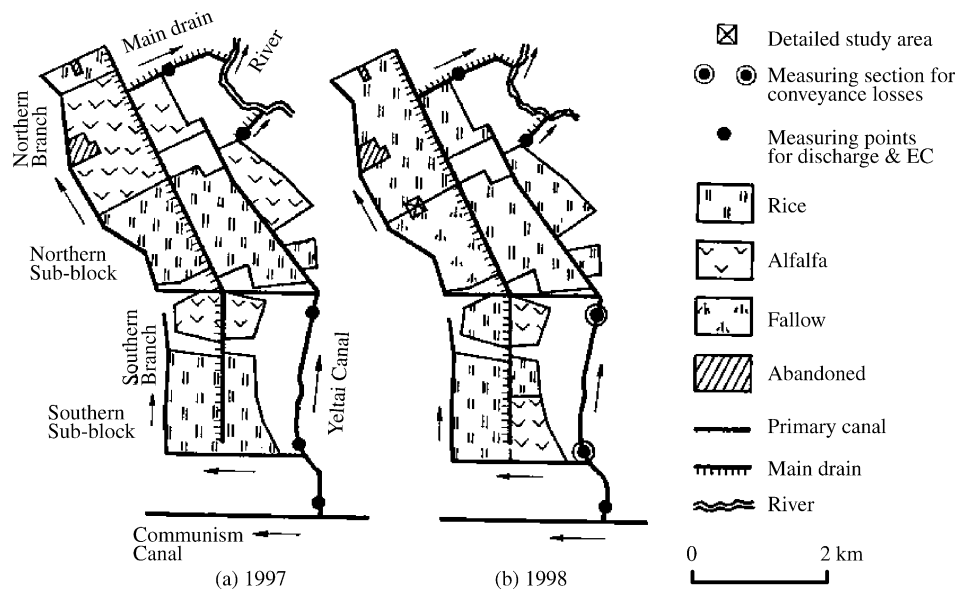 Main drain
River
Northern
Branch
Northern
Sub-block
Southern
Branch
Southern
Sub-block
Yeltai Canal
Communism
Canal
(a) 1997
(b) 1998
Detailed study area
Measuring section for
conveyance losses
Measuring points
for discharge & EC
Rice
Alfalfa
Fallow
Abandoned
Primary canal
Main drain
River
0 2 km